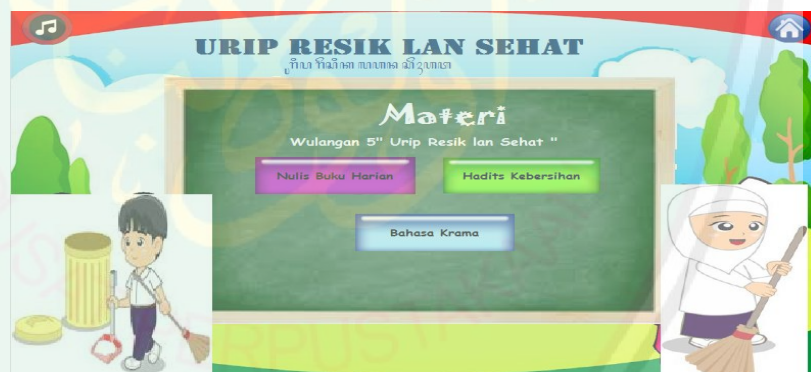 URIP RESIK LAN SEHAT
Materi
Wulangan 5" Urip Resik lan Sehat "
Nulis Buku Harian Hadits Kebersihan
Bahasa Krama